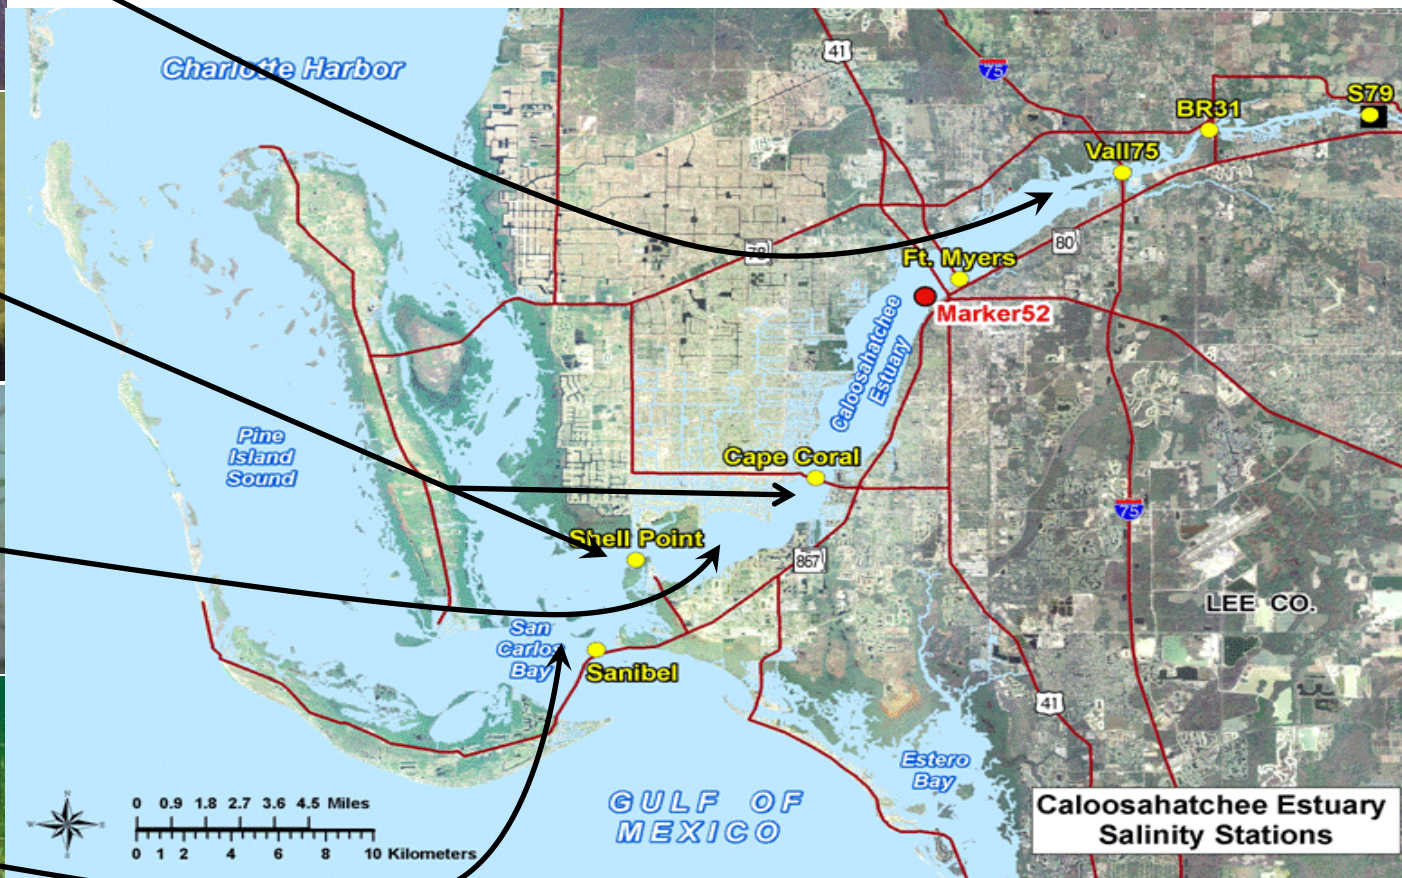 Charlotte Harbor
41
75
S79
BR31
Vall75
78
80
Ft. Myers
Marker52
Caloosahatchee
Estuary
Pine
Island
Sound
Cape Coral
75
Shell Point
867
LEE CO.
San
Carlos
Bay
Sanibel
41
Estero
Bay
N
0 0.9 1.8 2.7 3.6 4.5 Miles
0 1 2 4 6 8 10 Kilometers
GULF OF
MEXICO
Caloosahatchee Estuary
Salinity Stations